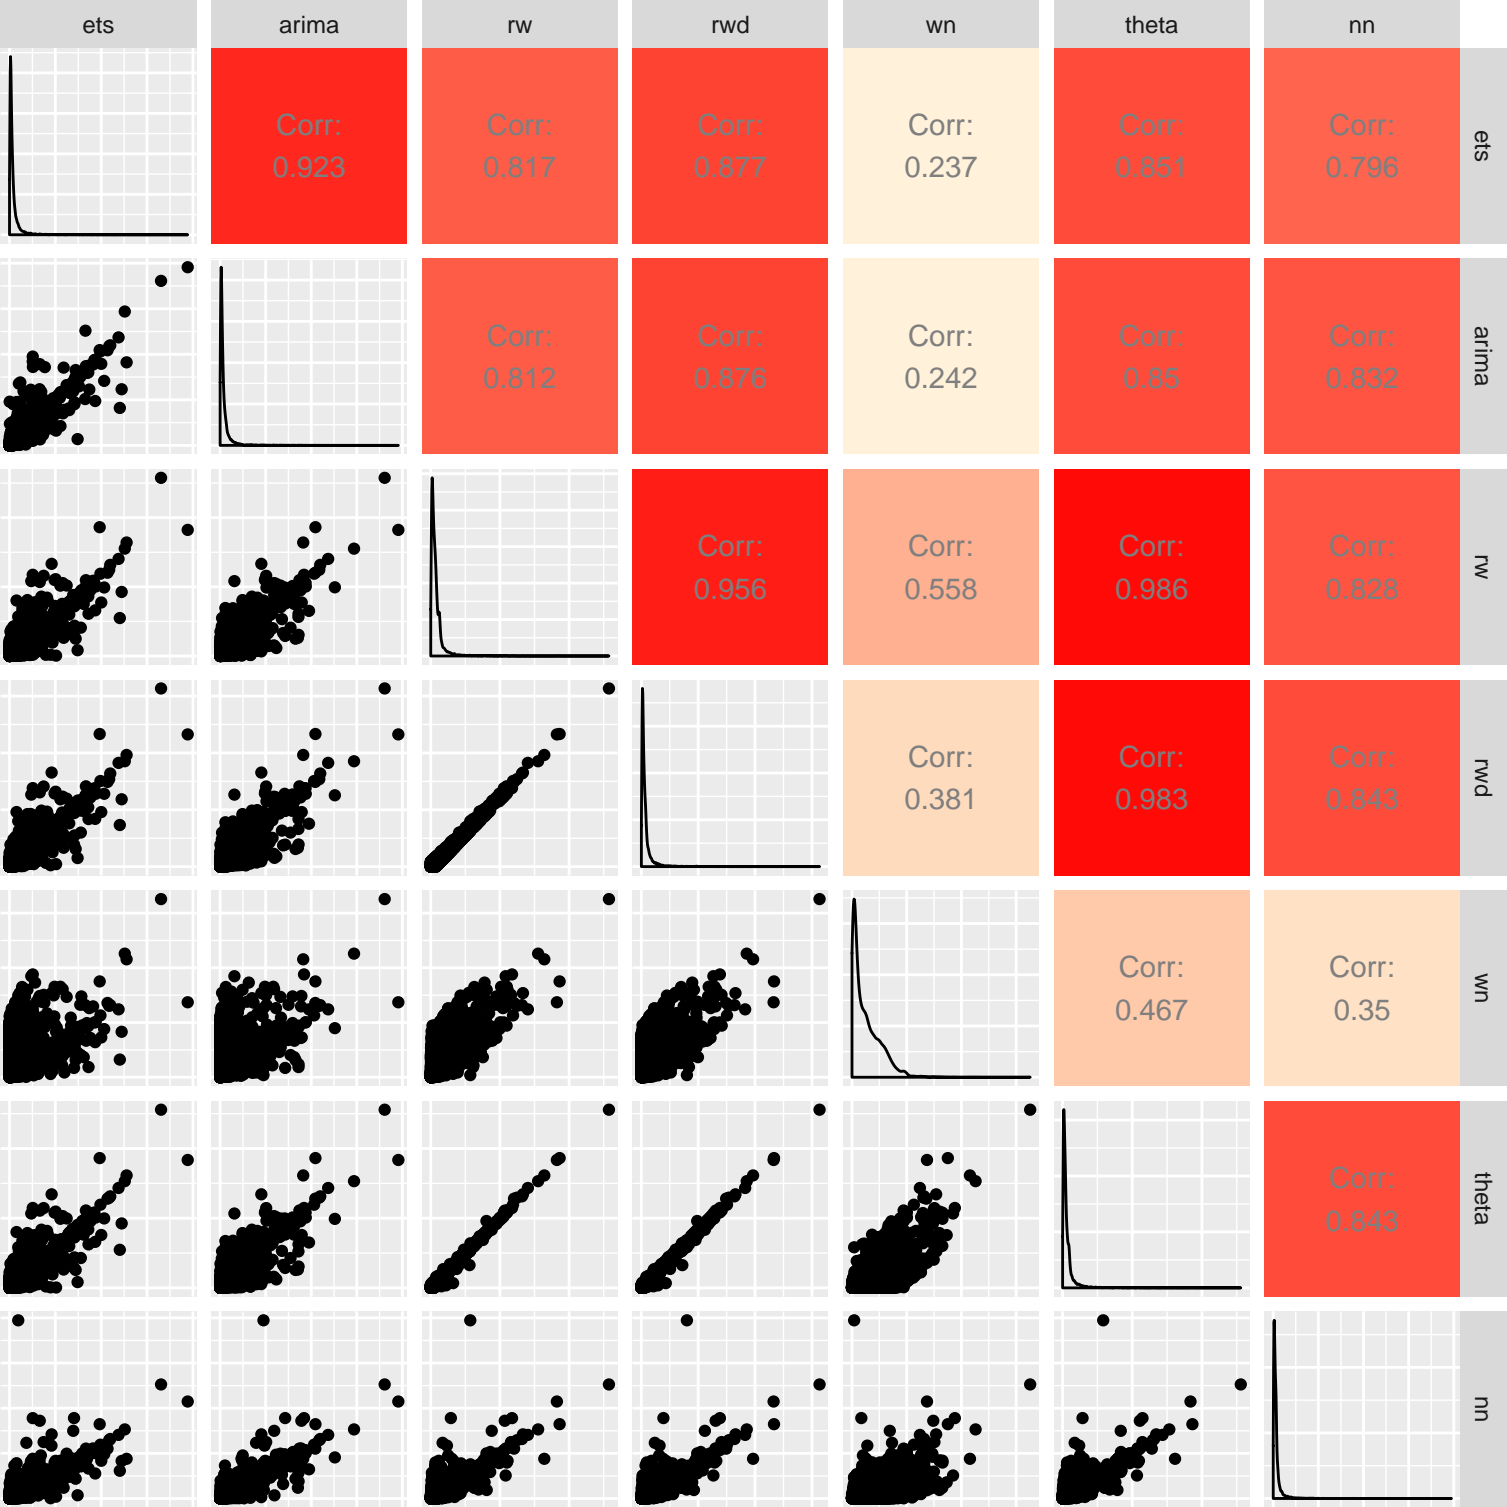 ets arima rw rwd wn theta nn
Corr: Corr: Corr: Corr: Corr: Corr: ets
0.923 0.817 0.877 0.237 0.851 0.796
Corr: Corr: Corr: Corr: Corr: arima
0.812 0.876 0.242 0.85 0.832
Corr: Corr: Corr: Corr: rw
0.956 0.558 0.986 0.828
Corr: Corr: Corr: rwd
0.381 0.983 0.843
Corr: Corr: wn
0.467 0.35
Corr: theta
0.843
nn